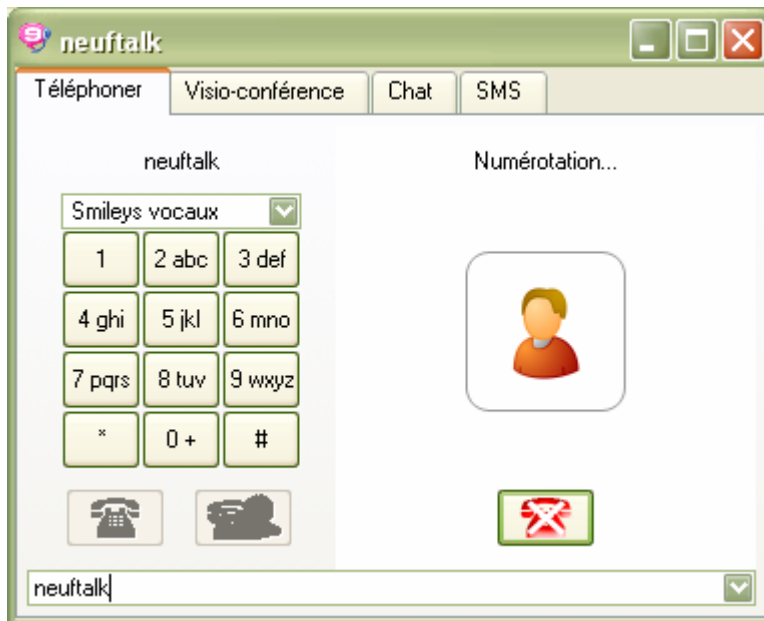 neuftalk
Téléphoner Visio-conférence Chat SMS
neuftalk
Numérotation...
Smileys vocaux
1 2 abc 3 def
4 ghi 5 jkl 6 mno
7 pqrs 8 tuv 9 wxyz
* 0 + #
neuftalk